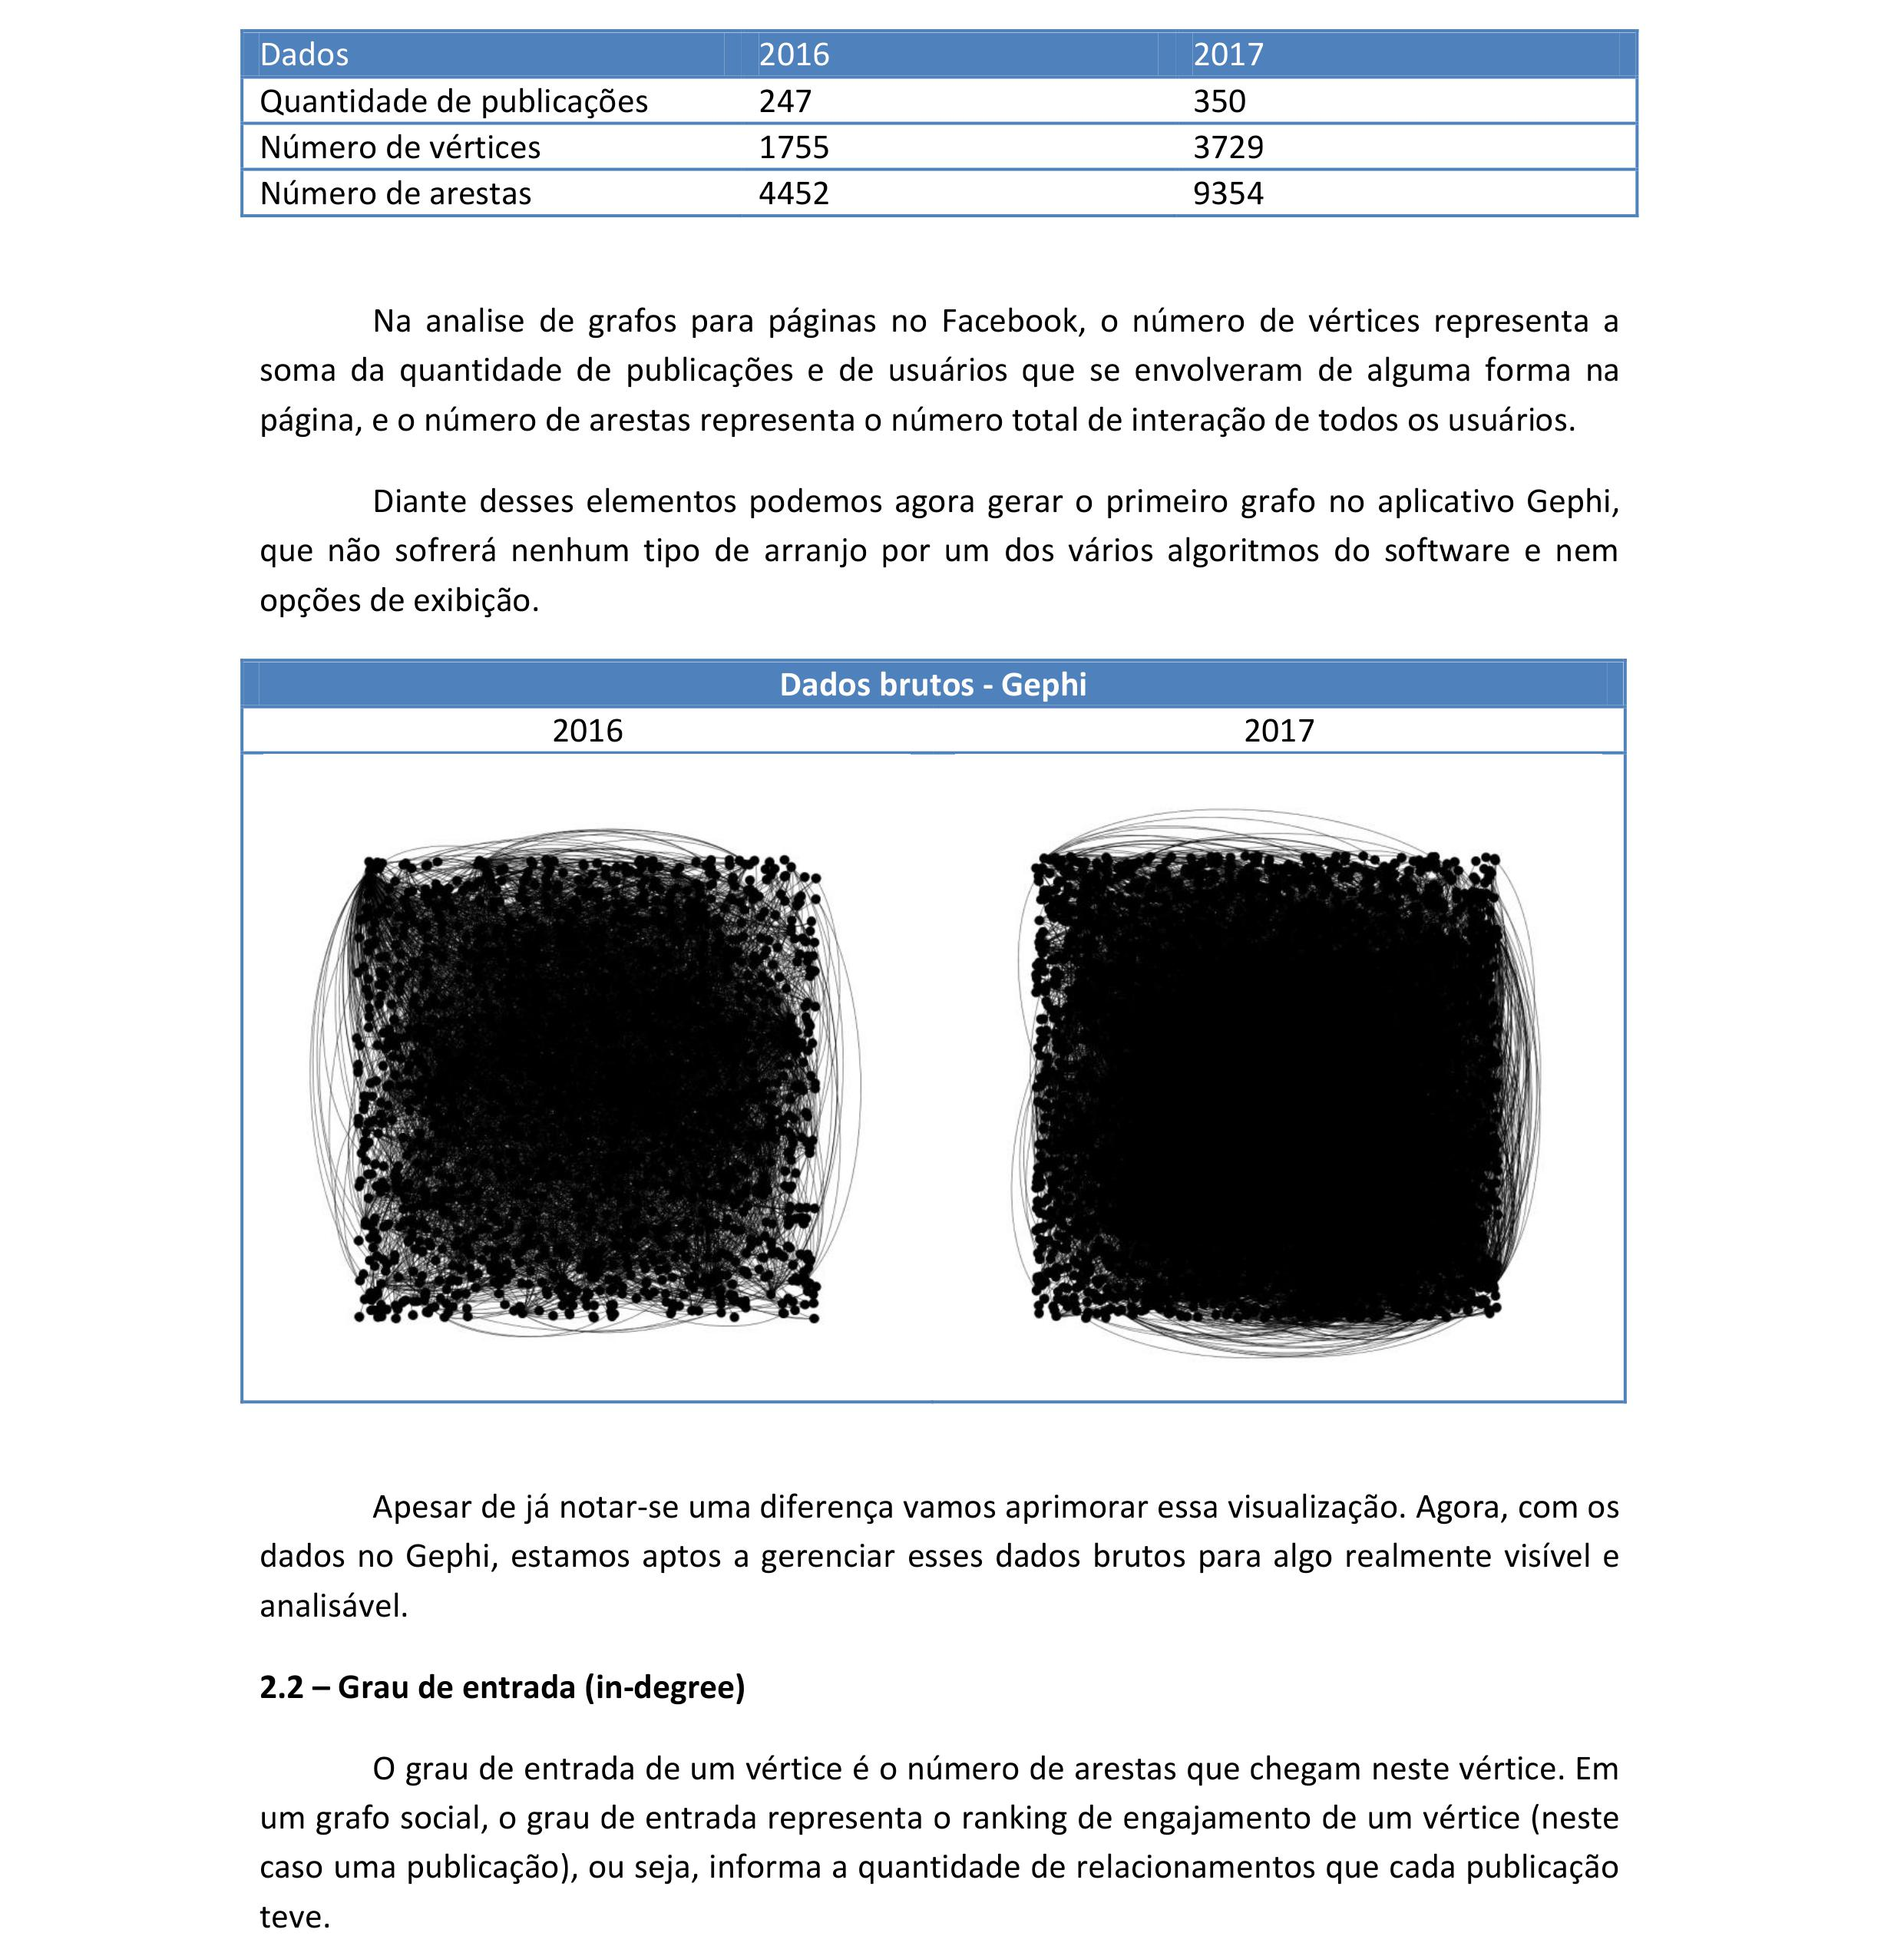 Dados 2016 2017
Quantidade de publicações 247 350
Número de vértices 1755 3729
Número de arestas 4452 9354
Na analise de grafos para páginas no Facebook, o número de vértices representa a
soma da quantidade de publicações e de usuários que se envolveram de alguma forma na
página, e o número de arestas representa o número total de interação de todos os usuários.
Diante desses elementos podemos agora gerar o primeiro grafo no aplicativo Gephi,
que não sofrerá nenhum tipo de arranjo por um dos vários algoritmos do software e nem
opções de exibição.
Dados brutos - Gephi
2016 2017
Apesar de já notar-se uma diferença vamos aprimorar essa visualização. Agora, com os
dados no Gephi, estamos aptos a gerenciar esses dados brutos para algo realmente visível e
analisável.
2.2 – Grau de entrada (in-degree)
O grau de entrada de um vértice é o número de arestas que chegam neste vértice. Em
um grafo social, o grau de entrada representa o ranking de engajamento de um vértice (neste
caso uma publicação), ou seja, informa a quantidade de relacionamentos que cada publicação
teve.